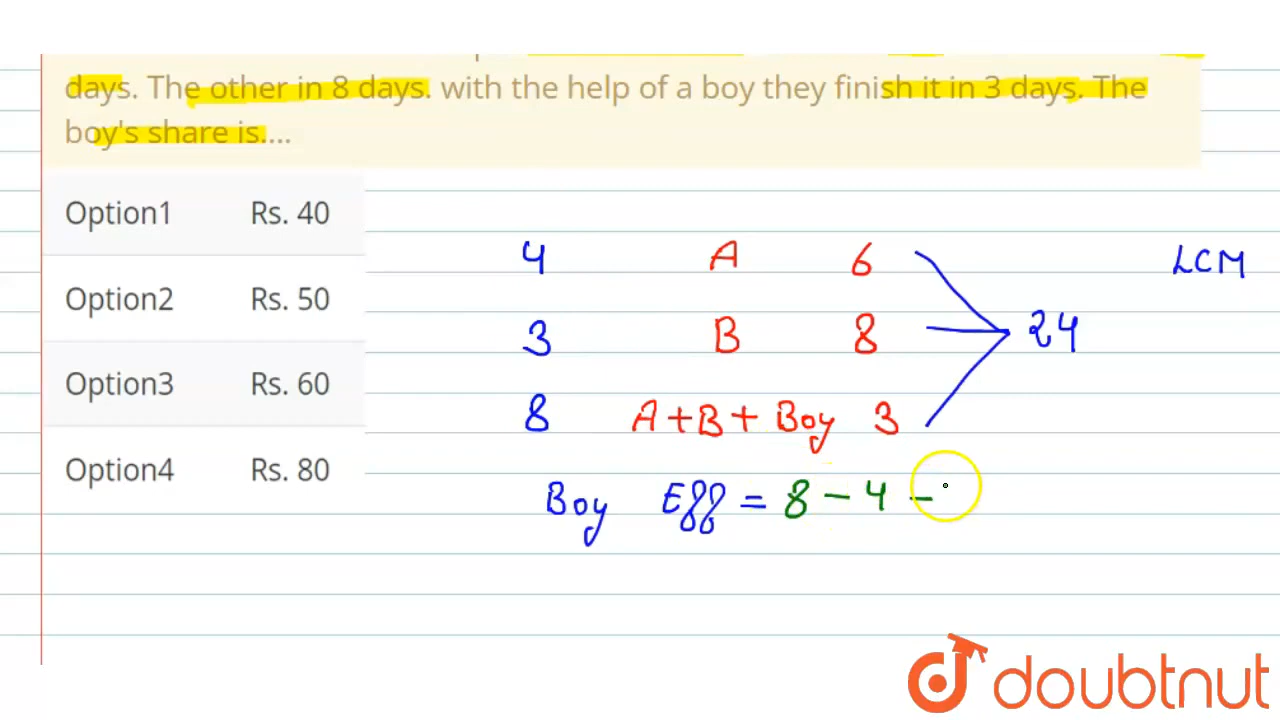 days. The other in 8 days. with the help of a boy they finish it in 3 days. The
boy's share is....
Option1 Rs. 40
Option2 Rs. 50
Option3 Rs. 60
Option4 Rs. 80
4 A 6 LCM
3 B 8 24
8 A+B+ Boy 3
Boy Eff = 8 - 4 -
doubtnut